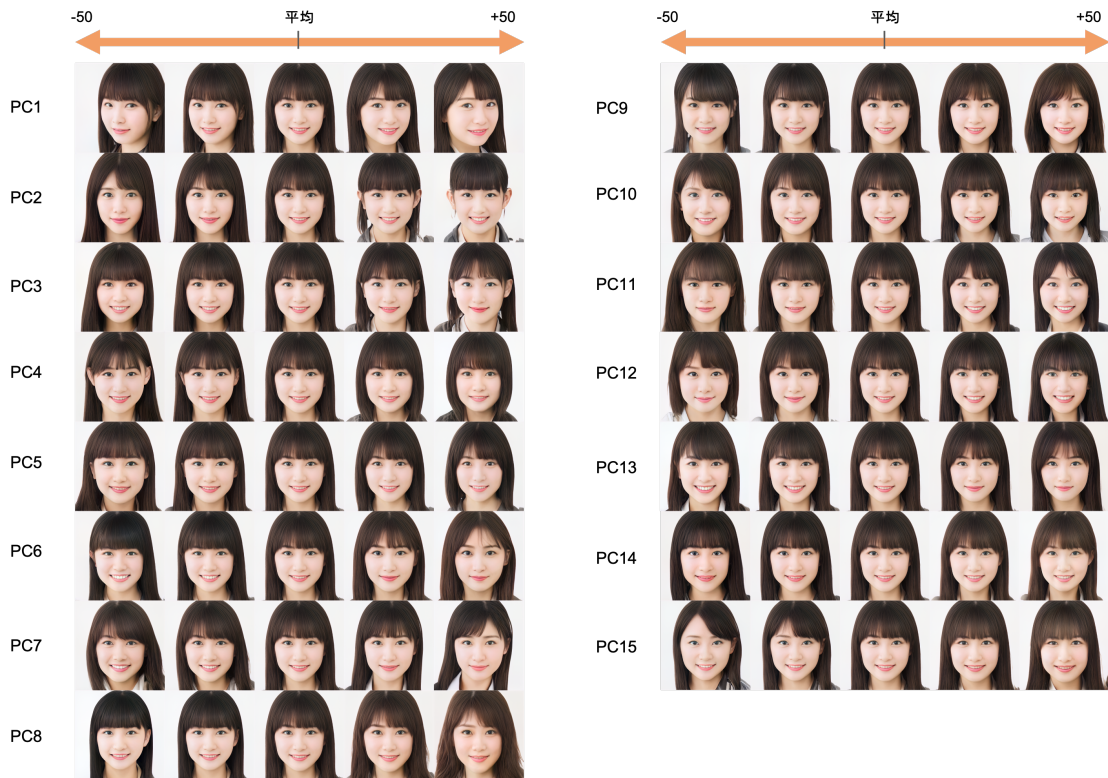 -50 平均 +50
PC1
PC2
PC3
PC4
PC5
PC6
PC7
PC8
-50 平均 +50
PC9
PC10
PC11
PC12
PC13
PC14
PC15